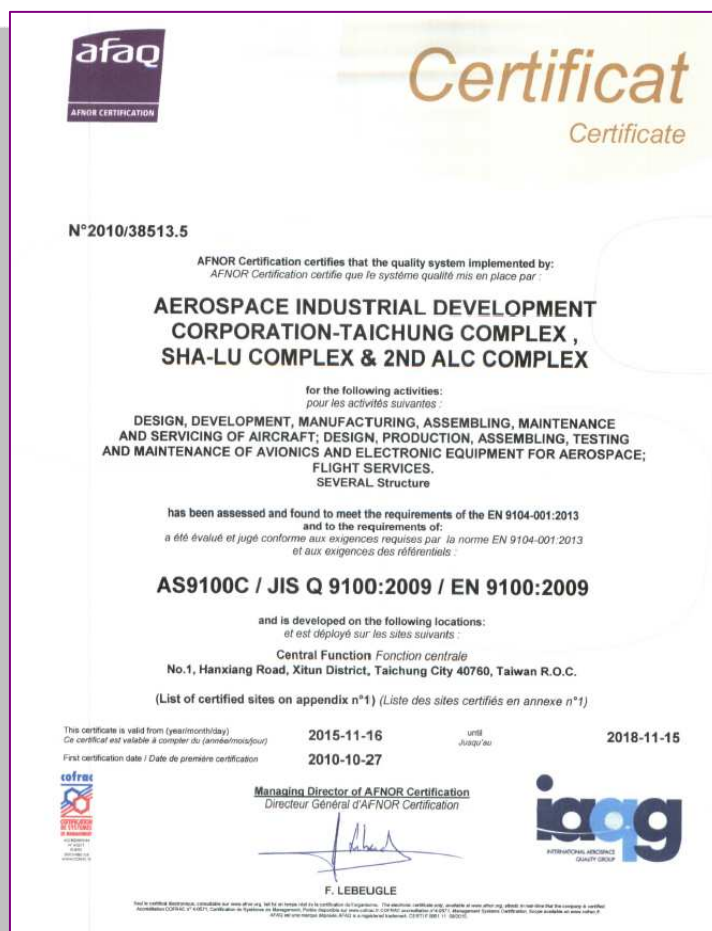 afaq
AFNOR CERTIFICATION
Certificat
Certificate
N°2010/38513.5
AFNOR Certification certifies that the quality system implemented by:
AFNOR Certification certifie que le système qualité mis en place par :
AEROSPACE INDUSTRIAL DEVELOPMENT
CORPORATION-TAICHUNG COMPLEX ,
SHA-LU COMPLEX & 2ND ALC COMPLEX
for the following activities:
pour les activités suivantes :
DESIGN, DEVELOPMENT, MANUFACTURING, ASSEMBLING, MAINTENANCE
AND SERVICING OF AIRCRAFT; DESIGN, PRODUCTION, ASSEMBLING, TESTING
AND MAINTENANCE OF AVIONICS AND ELECTRONIC EQUIPMENT FOR AEROSPACE;
FLIGHT SERVICES.
SEVERAL Structure
has been assessed and found to meet the requirements of the EN 9104-001:2013
and to the requirements of:
a été évalué et jugé conforme aux exigences requises par la norme EN 9104-001:2013
et aux exigences des référentiels :
AS9100C / JIS Q 9100:2009 / EN 9100:2009
and is developed on the following locations:
et est déployé sur les sites suivants :
Central Function Fonction centrale
No.1, Hanxiang Road, Xitun District, Taichung City 40760, Taiwan R.O.C.
(List of certified sites on appendix n°1) (Liste des sites certifiés en annexe n°1)
This certificate is valid from (year/month/day)
Ce certificat est valable à compter du (année/mois/jour)
2015-11-16
until
Jusqu'au
2018-11-15
First certification date / Date de première certification
2010-10-27
cofrac
CERTIFICATION
DE SYSTEMES
DE MANAGEMENT
Managing Director of AFNOR Certification
Directeur Général d'AFNOR Certification
F. LEBEUGLE
iaqg
INTERNATIONAL AEROSPACE
QUALITY GROUP